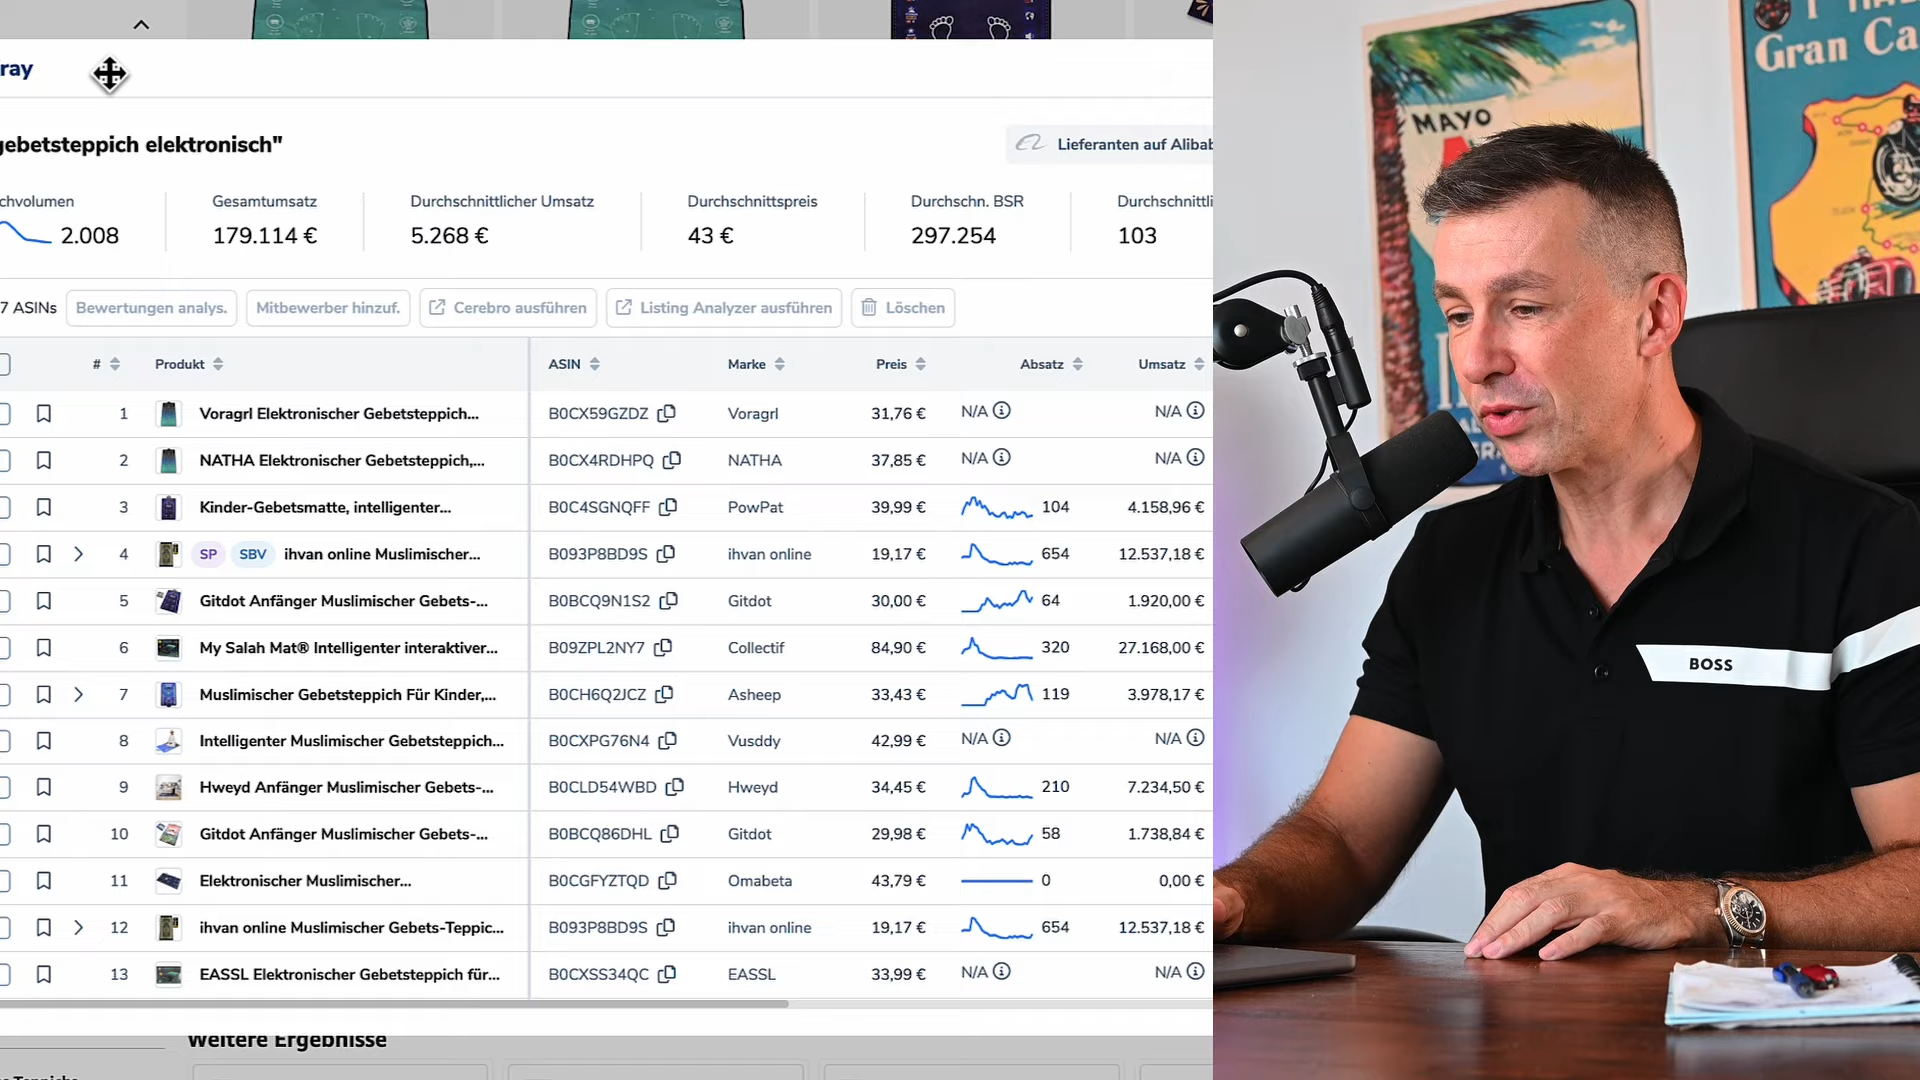 ray
gebetsteppich elektronisch"
Lieferanten auf Alibab
chvolumen
2.008
Gesamtumsatz
179.114 €
Durchschnittlicher Umsatz
5.268 €
Durchschnittspreis
43 €
Durchschn. BSR
297.254
Durchschnittli
103
7 ASINs Bewertungen analys. Mitbewerber hinzuf. Cerebro ausführen Listing Analyzer ausführen Löschen
# Produkt ASIN Marke Preis Absatz Umsatz
1 Voragrl Elektronischer Gebetsteppich... B0CX59GZDZ Voragrl 31,76 € N/A N/A
2 NATHA Elektronischer Gebetsteppich,... B0CX4RDHPQ NATHA 37,85 € N/A N/A
3 Kinder-Gebetsmatte, intelligenter... B0C4SGNQFF PowPat 39,99 € 104 4.158,96 €
4 SP SBV ihvan online Muslimischer... B093P8BD9S ihvan online 19,17 € 654 12.537,18 €
5 Gitdot Anfänger Muslimischer Gebets-... B0BCQ9N1S2 Gitdot 30,00 € 64 1.920,00 €
6 My Salah Mat® Intelligenter interaktiver... B09ZPL2NY7 Collectif 84,90 € 320 27.168,00 €
7 Muslimischer Gebetsteppich Für Kinder,... B0CH6Q2JCZ Asheep 33,43 € 119 3.978,17 €
8 Intelligenter Muslimischer Gebetsteppich... B0CXPG76N4 Vusddy 42,99 € N/A N/A
9 Hweyd Anfänger Muslimischer Gebets-... B0CLD54WBD Hweyd 34,45 € 210 7.234,50 €
10 Gitdot Anfänger Muslimischer Gebets-... B0BCQ86DHL Gitdot 29,98 € 58 1.738,84 €
11 Elektronischer Muslimischer... B0CGFYZTQD Omabeta 43,79 € 0 0,00 €
12 ihvan online Muslimischer Gebets-Teppic... B093P8BD9S ihvan online 19,17 € 654 12.537,18 €
13 EASSL Elektronischer Gebetsteppich für... B0CXSS34QC EASSL 33,99 € N/A N/A
Weitere Ergebnisse
MAYO
Gran Ca
BOSS